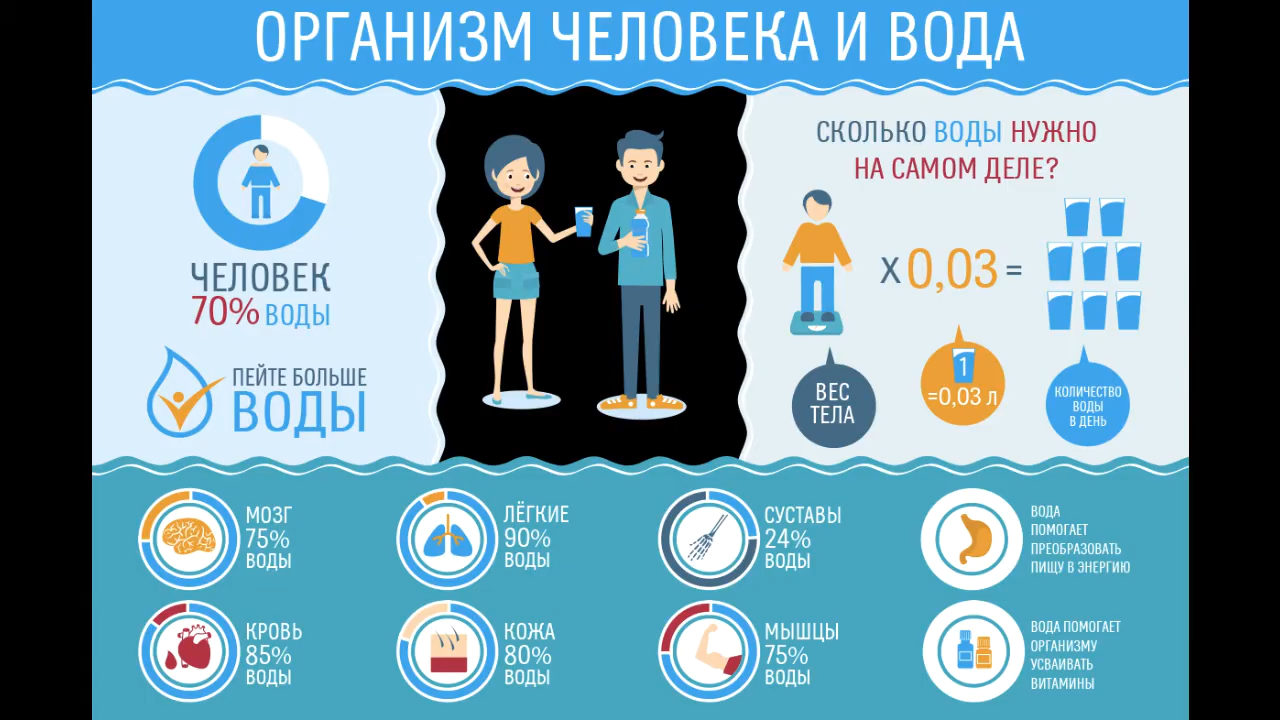 ОРГАНИЗМ ЧЕЛОВЕКА И ВОДА
ЧЕЛОВЕК
70% ВОДЫ
ПЕЙТЕ БОЛЬШЕ
ВОДЫ
СКОЛЬКО ВОДЫ НУЖНО
НА САМОМ ДЕЛЕ?
X 0,03 =
ВЕС
ТЕЛА
1
=0,03 л
КОЛИЧЕСТВО
ВОДЫ
В ДЕНЬ
МОЗГ
75%
ВОДЫ
ЛЁГКИЕ
90%
ВОДЫ
СУСТАВЫ
24%
ВОДЫ
ВОДА
ПОМОГАЕТ
ПРЕОБРАЗОВАТЬ
ПИЩУ В ЭНЕРГИЮ
КРОВЬ
85%
ВОДЫ
КОЖА
80%
ВОДЫ
МЫШЦЫ
75%
ВОДЫ
ВОДА ПОМОГАЕТ
ОРГАНИЗМУ
УСВАИВАТЬ
ВИТАМИНЫ